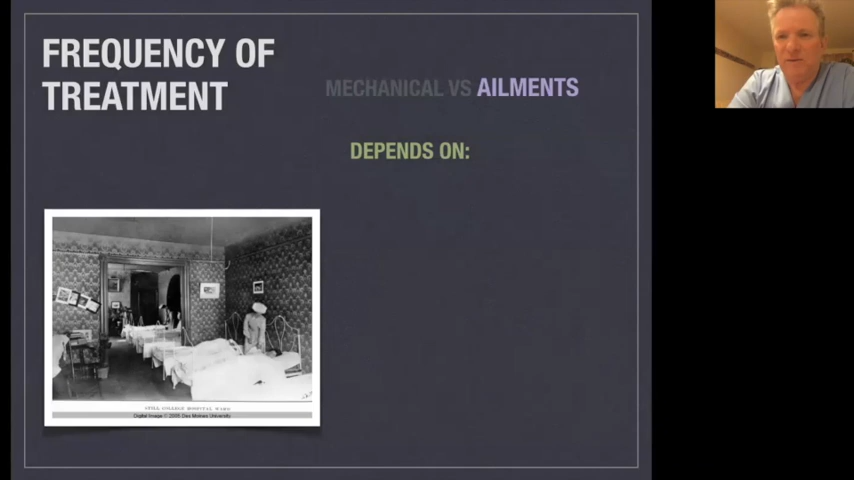 FREQUENCY OF
TREATMENT
MECHANICAL VS AILMENTS
DEPENDS ON:
STILL COLLEGE HOSPITAL WARD
Digital Image © 2005 Des Moines University